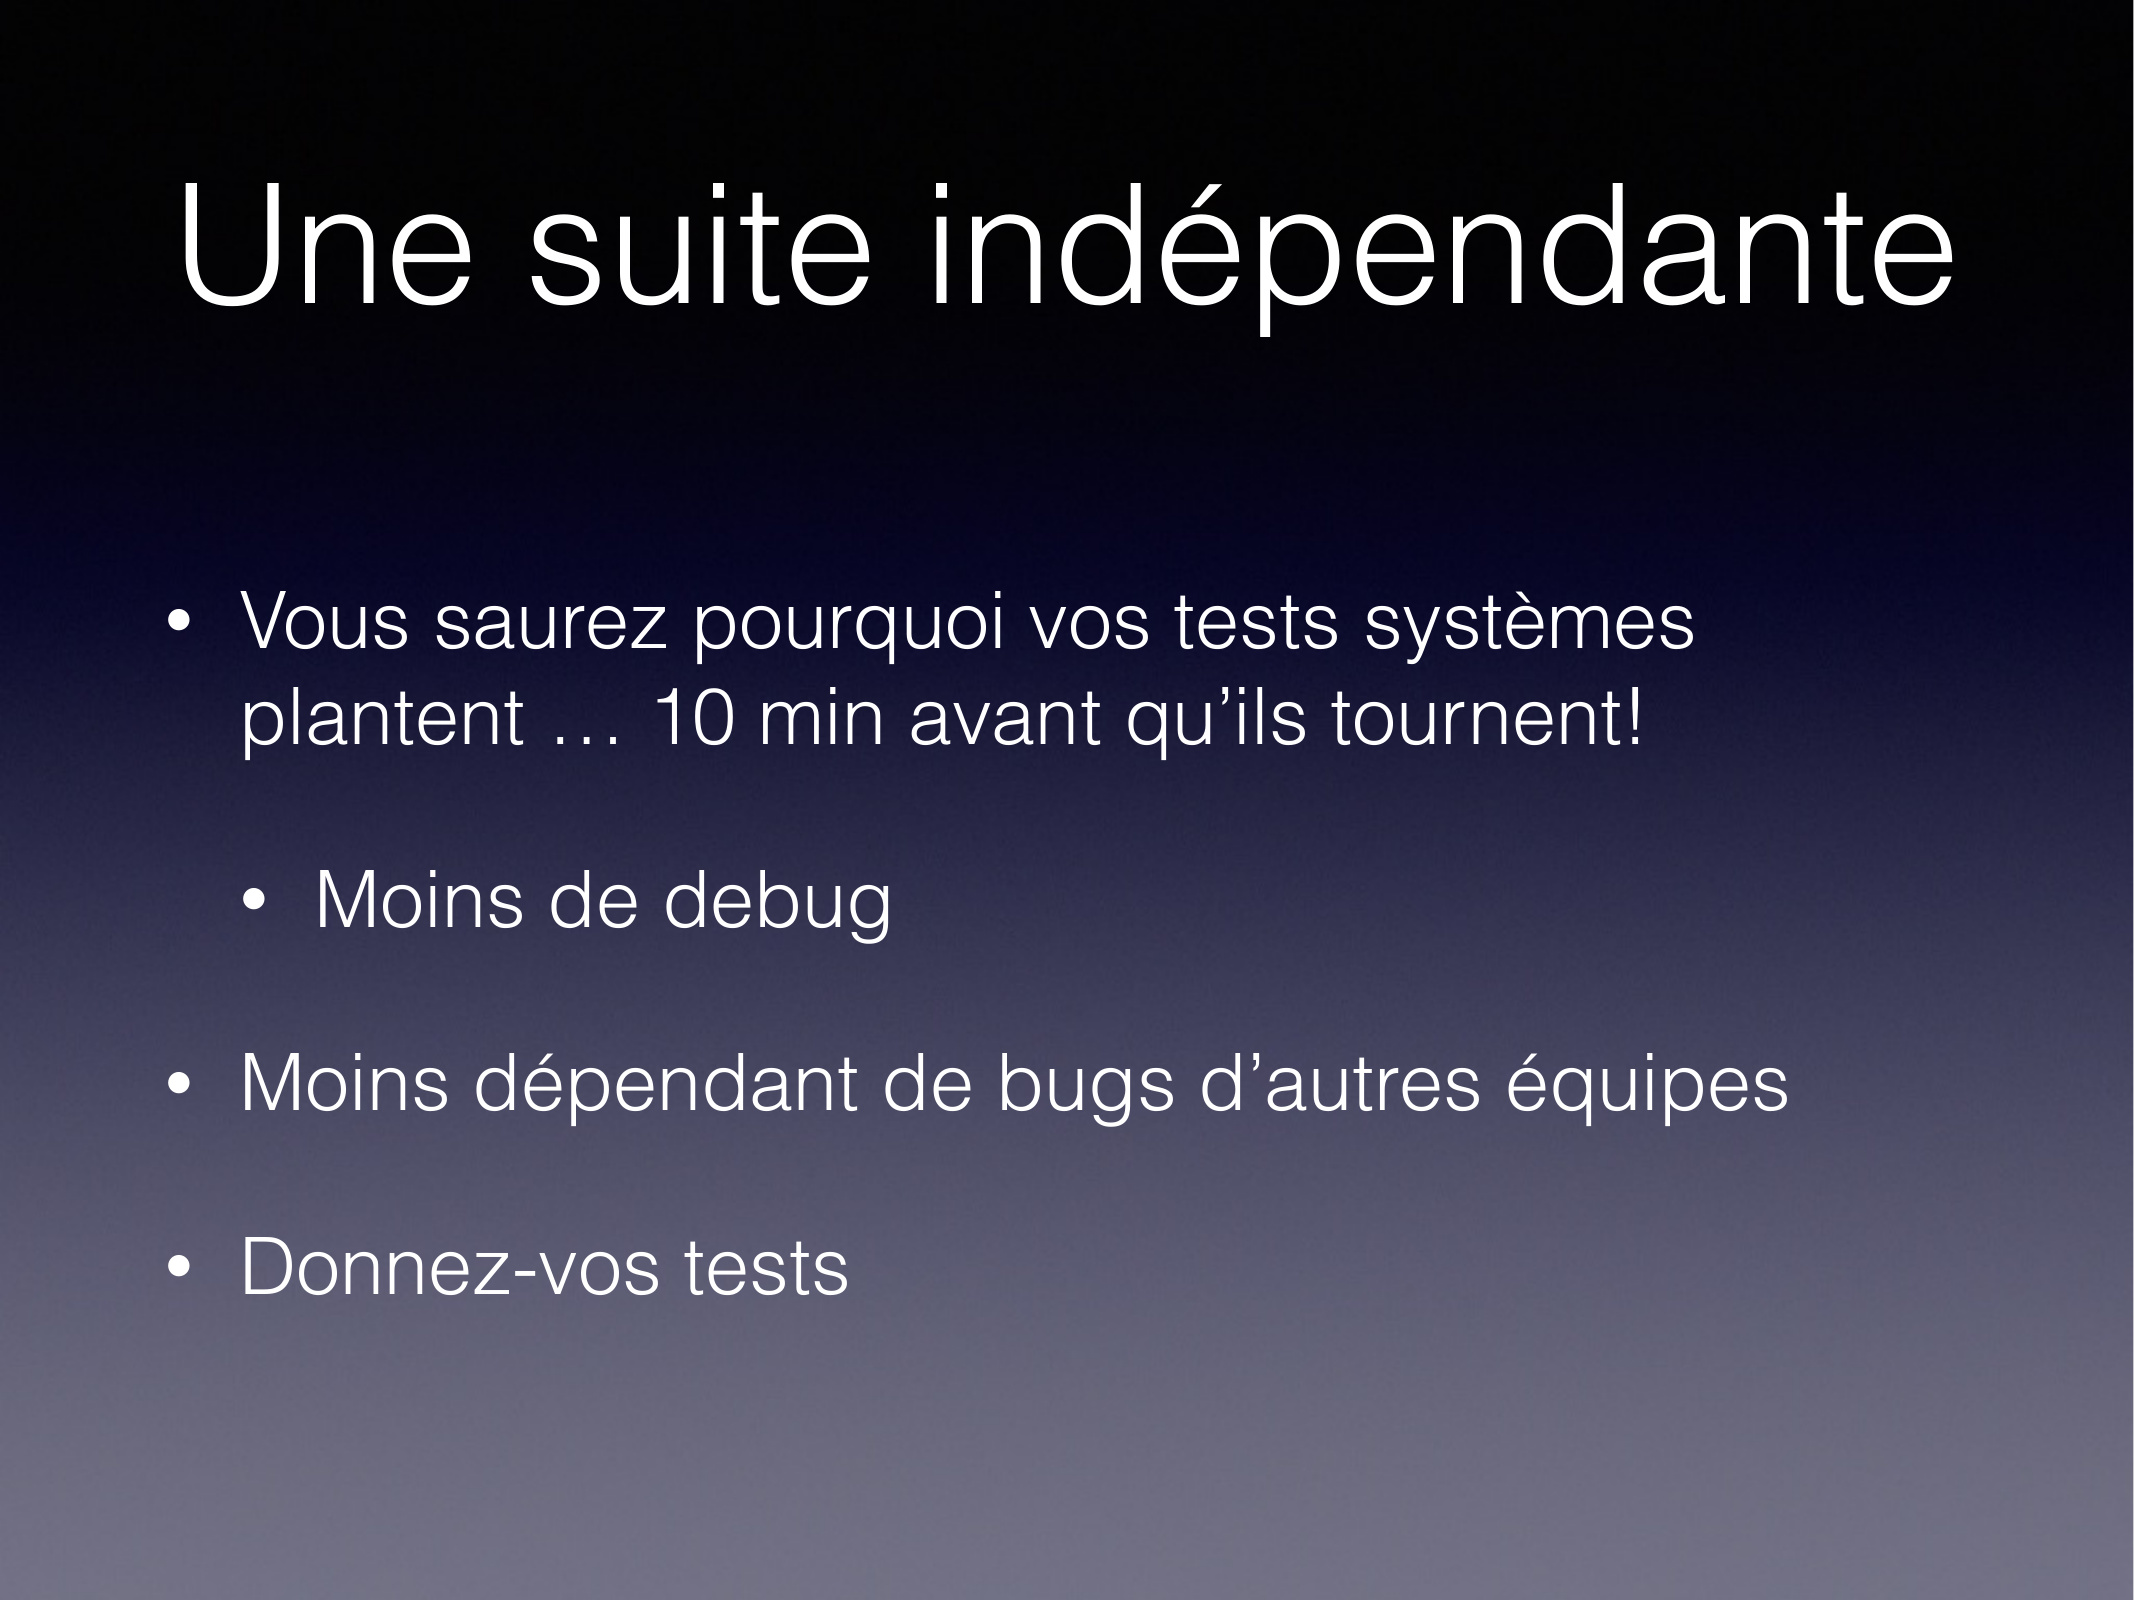 Une suite indépendante
• Vous saurez pourquoi vos tests systèmes
plantent … 10 min avant qu’ils tournent!
• Moins de debug
• Moins dépendant de bugs d’autres équipes
• Donnez-vos tests